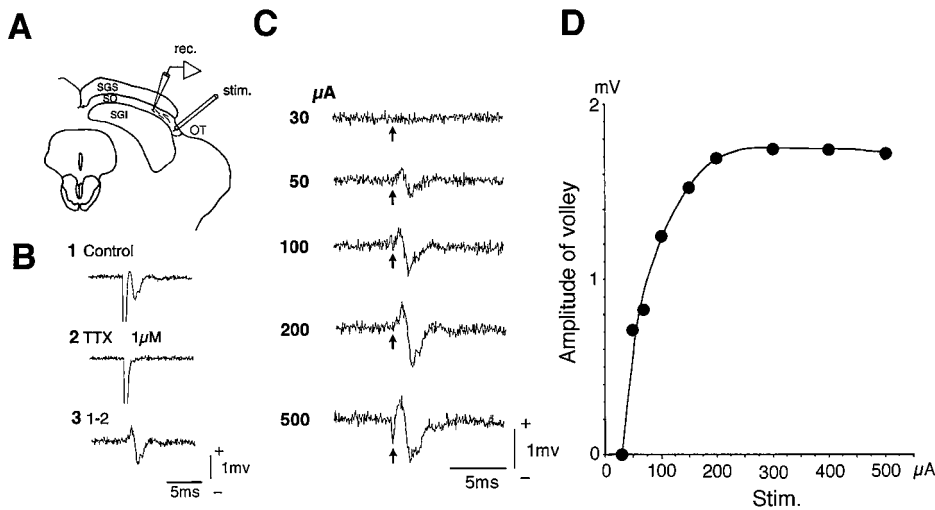 A
rec.
stim.
SGS
SO
SGI
OT
B
1 Control
2 TTX 1µM
3 1-2
+
1mv
–
5ms
C
µA
30
50
100
200
500
+
1mv
–
5ms
D
mV
2
1
0
Amplitude of volley
0 100 200 300 400 500 µA
Stim.